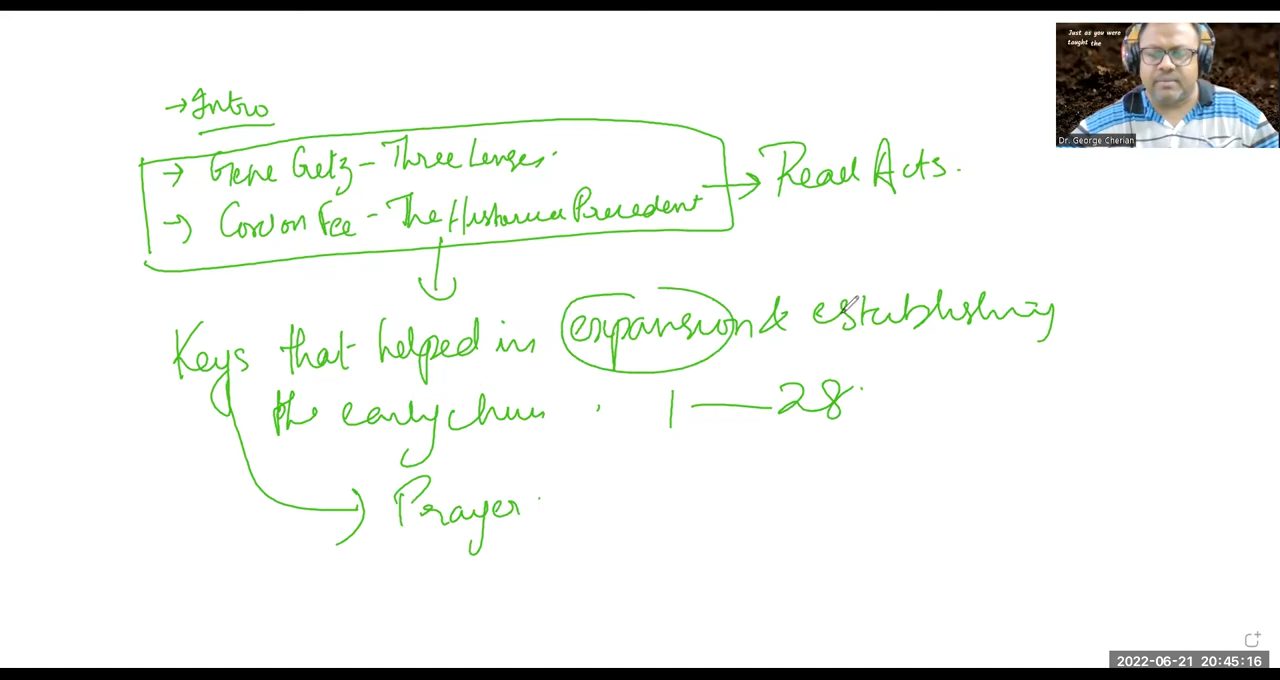 Just as you were
taught the
Dr. George Cherian
→ Intro
→ Gene Getz – Three Lenses.
→ Gordon Fee – The Historical Precedent
→ Read Acts.
Keys that helped in expansion & establishing
the early chur 1 — 28
Prayer
2022-06-21 20:45:16